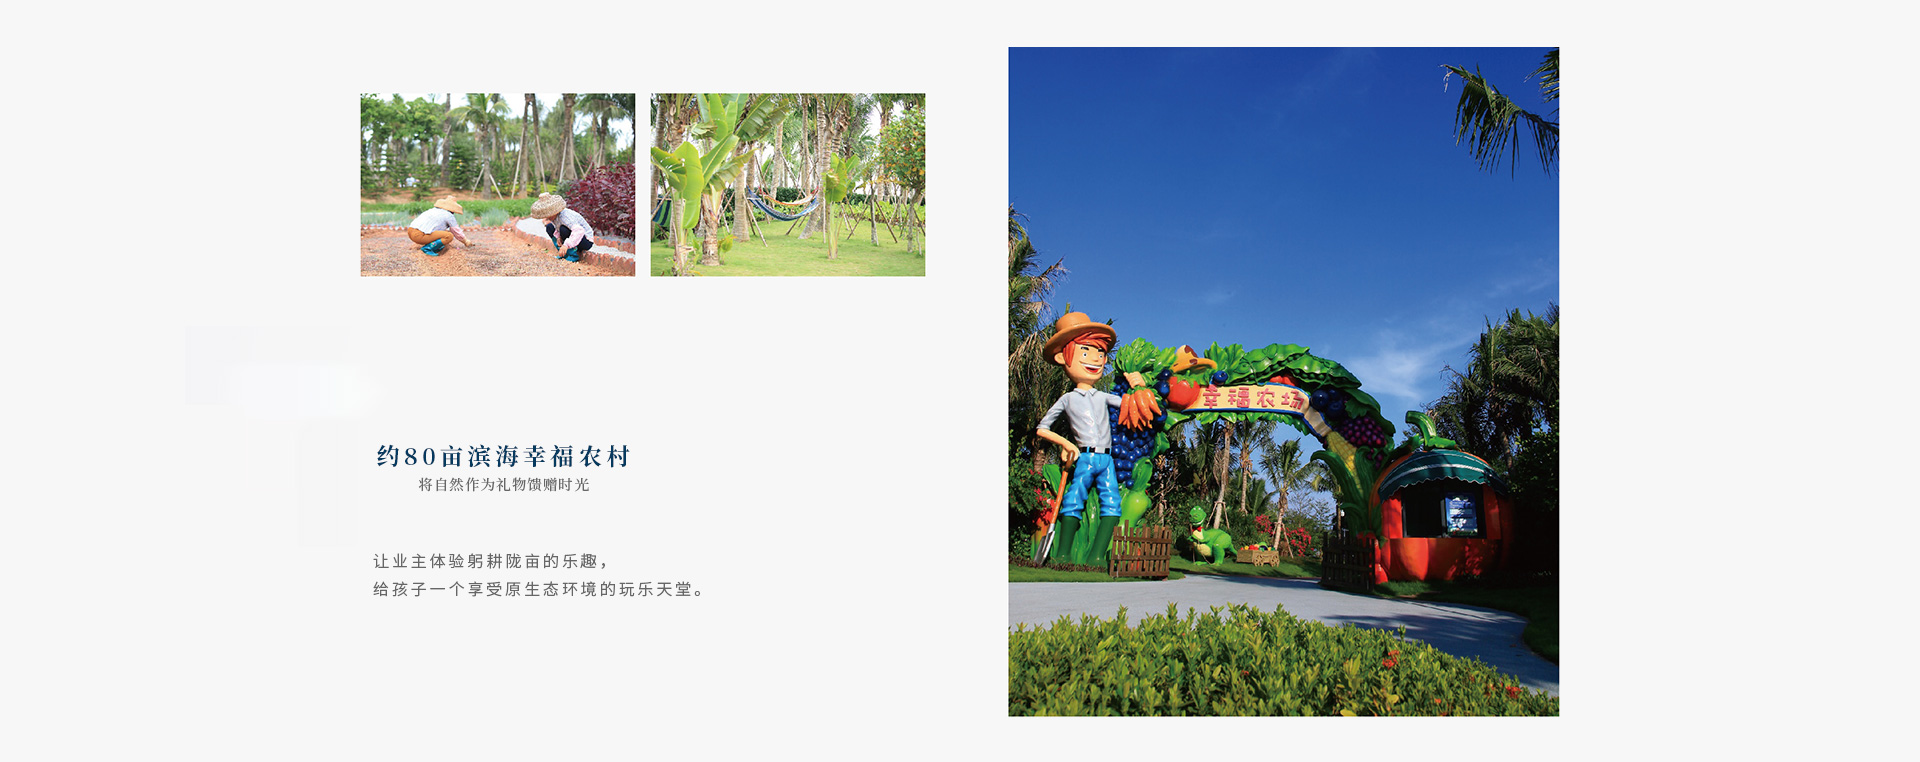 幸福农场
约80亩滨海幸福农村
将自然作为礼物馈赠时光
让业主体验躬耕陇亩的乐趣，
给孩子一个享受原生态环境的玩乐天堂。